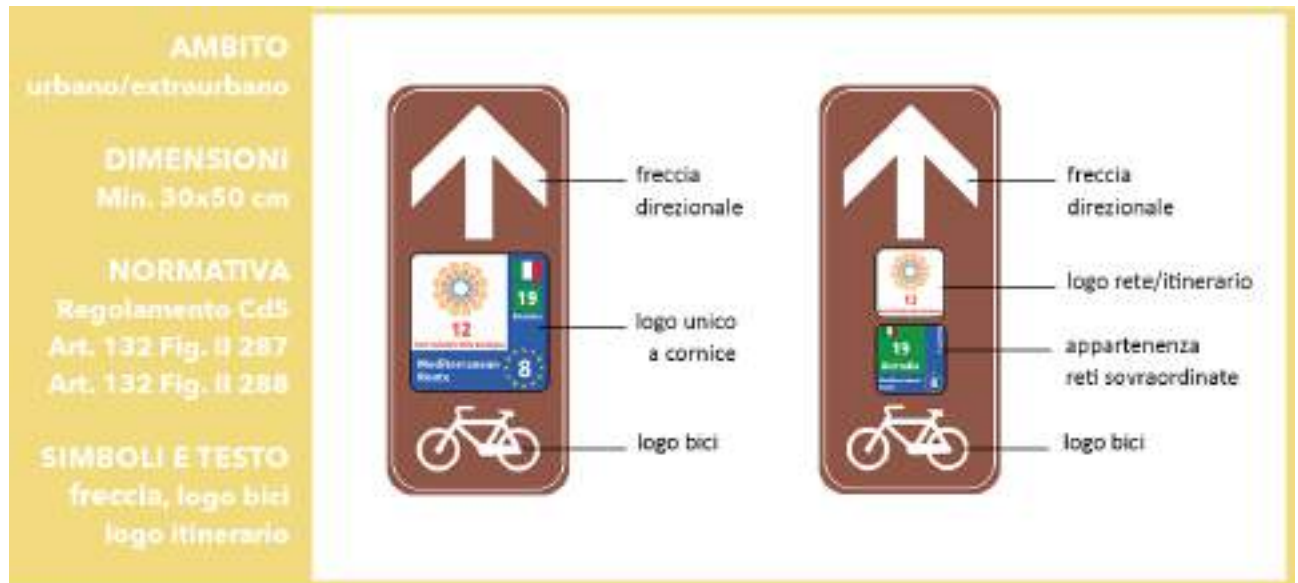 AMBITO
urbano/extraurbano
DIMENSIONI
Min. 30x50 cm
NORMATIVA
Regolamento CdS
Art. 132 Fig. II 287
Art. 132 Fig. II 288
SIMBOLI E TESTO
freccia, logo bici
logo itinerario
freccia
direzionale
19
12
Mediterranean
Route
8
logo unico
a cornice
logo bici
freccia
direzionale
12
logo rete/itinerario
19
8
appartenenza
reti sovraordinate
logo bici